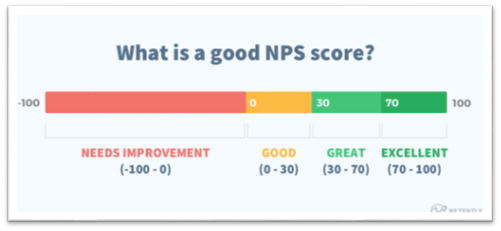 What is a good NPS score?
-100 0 30 70 100
NEEDS IMPROVEMENT GOOD GREAT EXCELLENT
(-100 - 0) (0 - 30) (30 - 70) (70 - 100)
RETENTLY